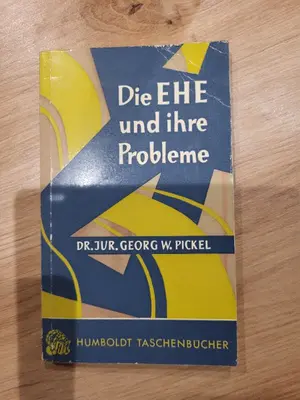 Die EHE
und ihre
Probleme
DR. JUR. GEORG W. PICKEL
HUMBOLDT TASCHENBÜCHER